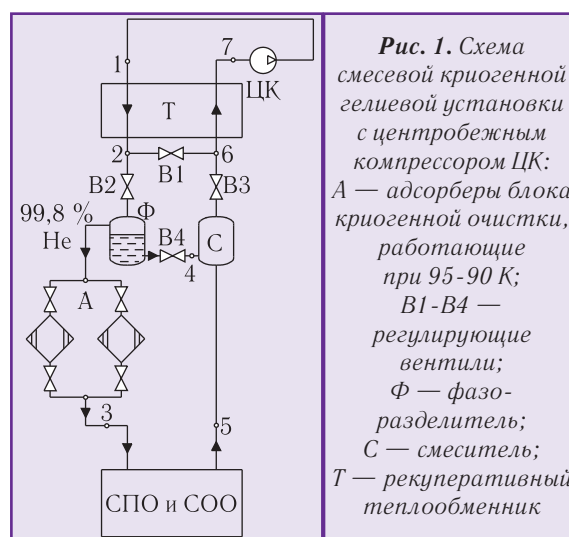 1
7
ЦК
Т
2
6
В1
В2
В3
99,8 %
Не
Ф
В4
С
4
А
3
5
СПО и СОО
Рис. 1. Схема
смесевой криогенной
гелиевой установки
с центробежным
компрессором ЦК:
А — адсорберы блока
криогенной очистки,
работающие
при 95-90 К;
В1-В4 —
регулирующие
вентили;
Ф — фазо-
разделитель;
С — смеситель;
Т — рекуперативный
теплообменник